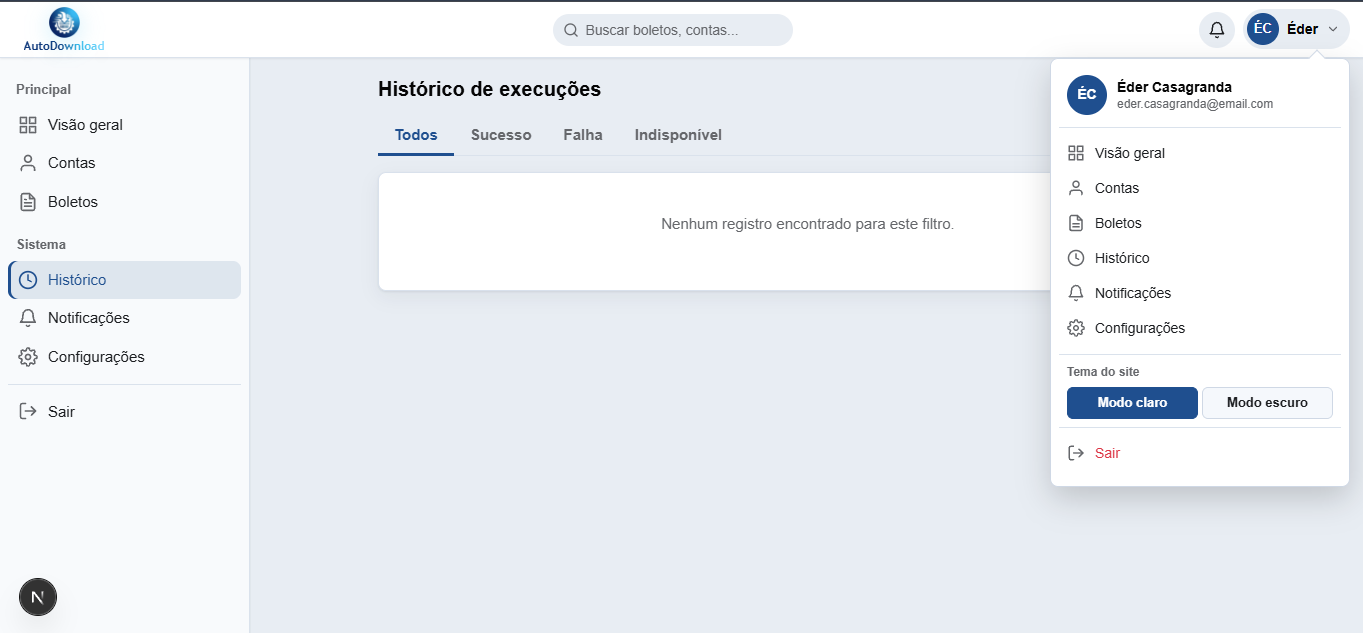 AutoDownload
Buscar boletos, contas...
ÉC
Éder
Principal
Visão geral
Contas
Boletos
Sistema
Histórico
Notificações
Configurações
Sair
N
Histórico de execuções
Todos
Sucesso
Falha
Indisponível
Nenhum registro encontrado para este filtro.
ÉC
Éder Casagranda
eder.casagranda@email.com
Visão geral
Contas
Boletos
Histórico
Notificações
Configurações
Tema do site
Modo claro
Modo escuro
Sair